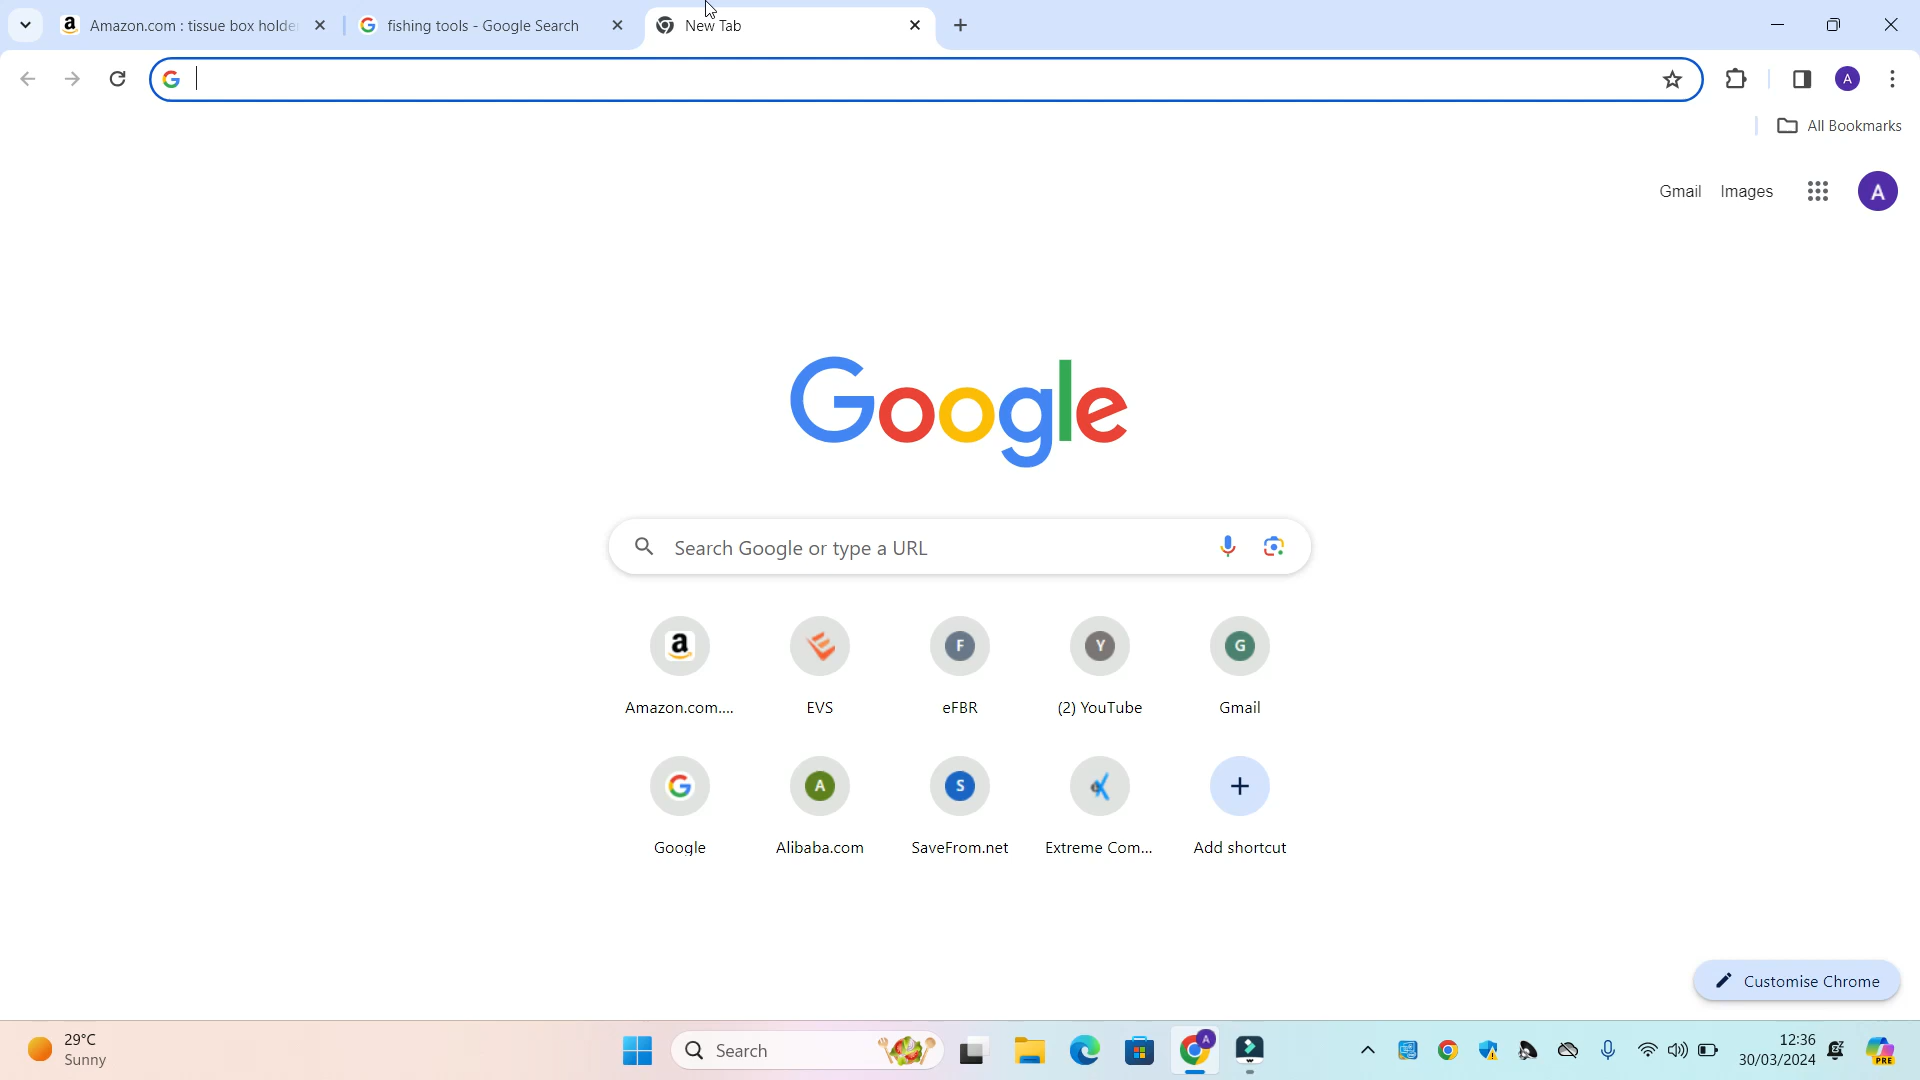 Amazon.com : tissue box holde
fishing tools - Google Search
New Tab
All Bookmarks
Gmail
Images
A
Google
Search Google or type a URL
Amazon.com....
EVS
eFBR
(2) YouTube
Gmail
Google
Alibaba.com
SaveFrom.net
Extreme Com...
Add shortcut
Customise Chrome
29°C
Sunny
Search
12:36
30/03/2024